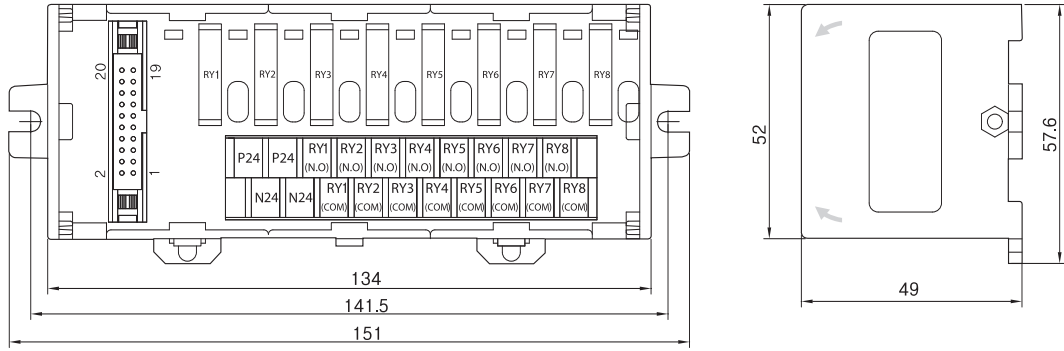 20 19
RY1 RY2 RY3 RY4 RY5 RY6 RY7 RY8
P24 P24 RY1 RY2 RY3 RY4 RY5 RY6 RY7 RY8
(N.O) (N.O) (N.O) (N.O) (N.O) (N.O) (N.O) (N.O)
2 1
N24 N24 RY1 RY2 RY3 RY4 RY5 RY6 RY7 RY8
(COM) (COM) (COM) (COM) (COM) (COM) (COM) (COM)
134
141.5
151
52
57.6
49